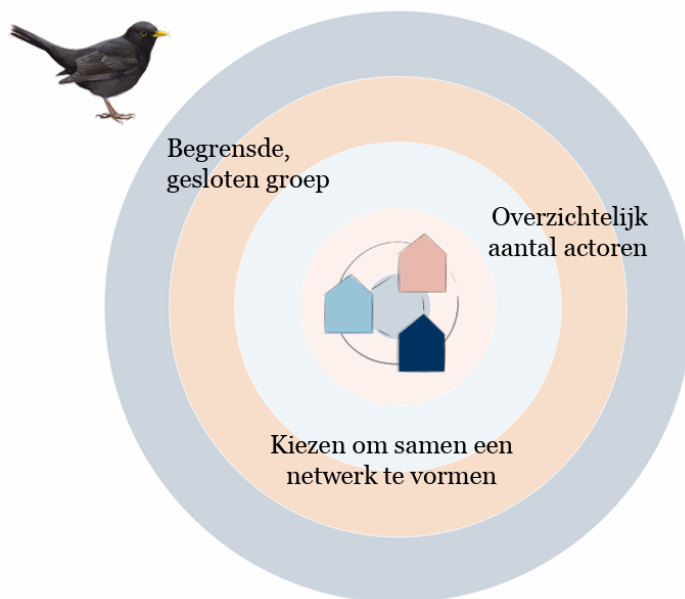 Begrensde,
gesloten groep
Overzichtelijk
aantal actoren
Kiezen om samen een
netwerk te vormen